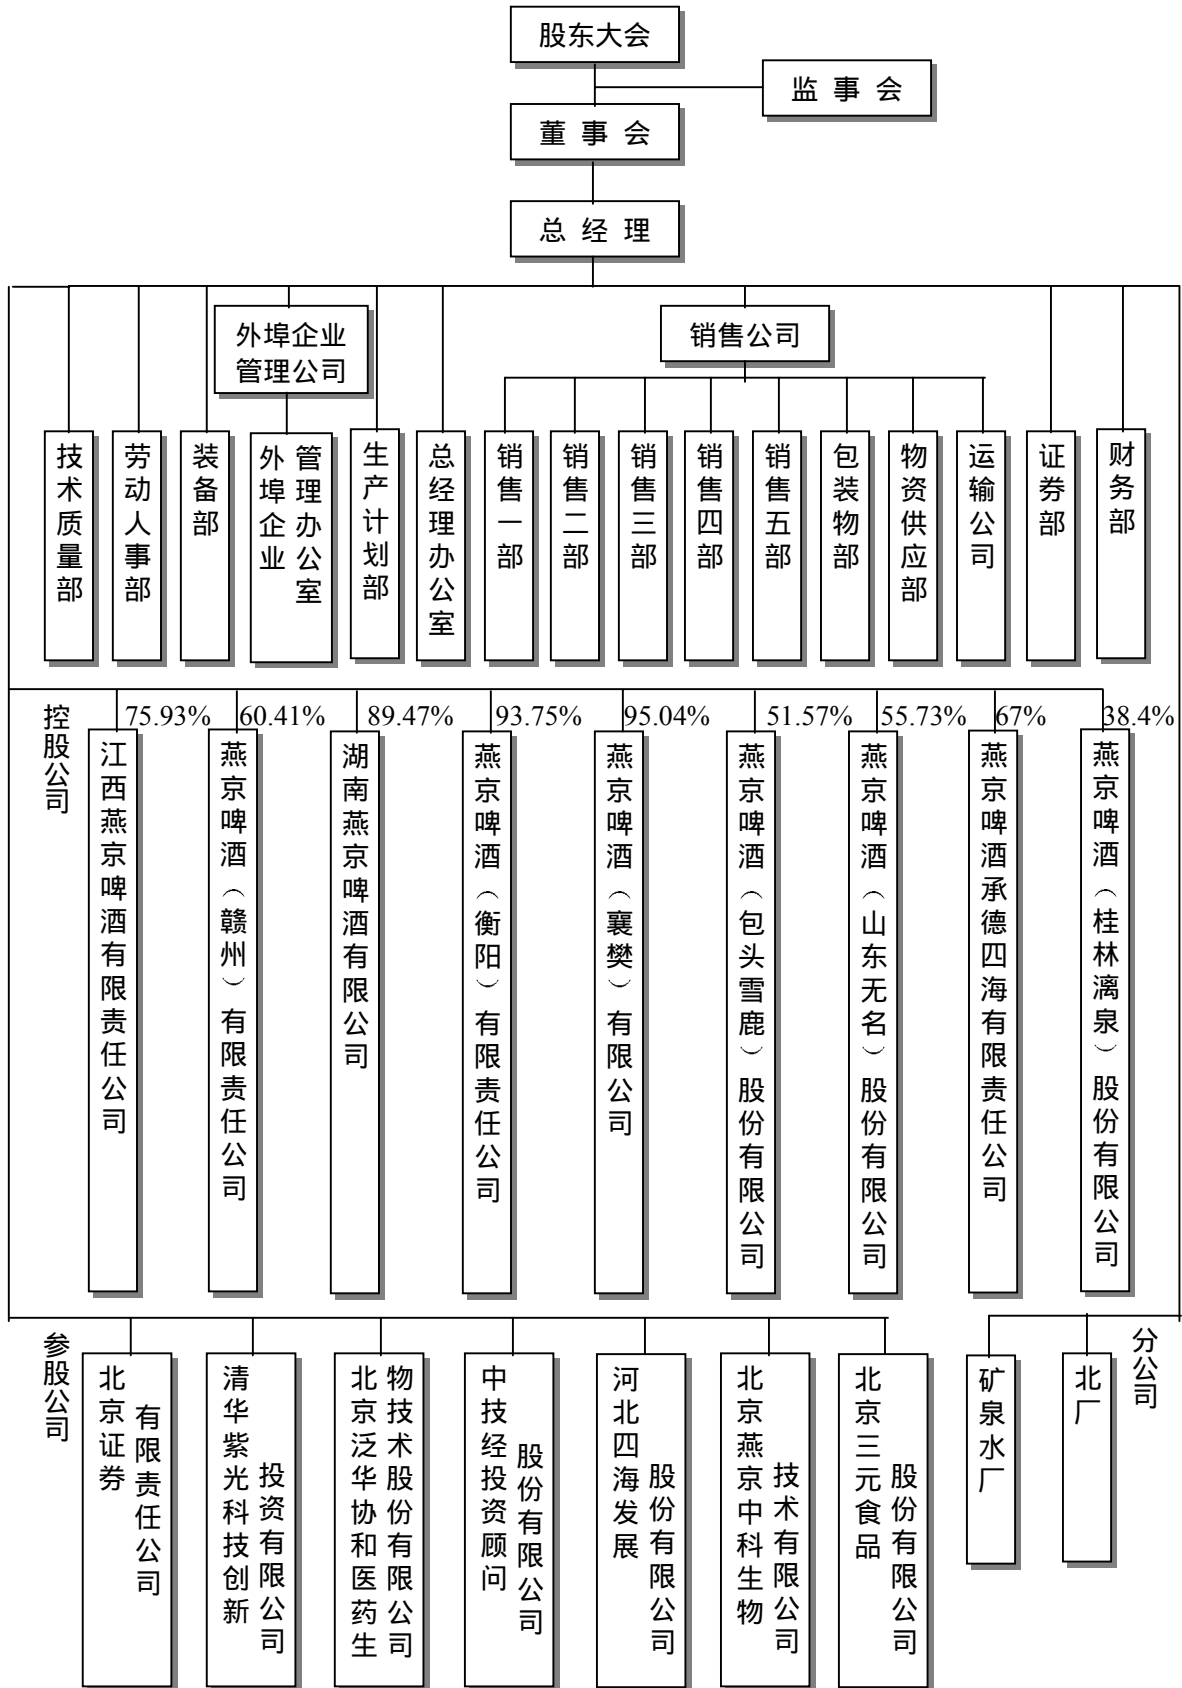 股东大会
监 事 会
董 事 会
总 经 理
外埠企业
管理公司
销售公司
技术质量部
劳动人事部
装备部
外埠企业
管理办公室
生产计划部
总经理办公室
销售一部
销售二部
销售三部
销售四部
销售五部
包装物部
物资供应部
运输公司
证券部
财务部
控股公司
75.93%
60.41%
89.47%
93.75%
95.04%
51.57%
55.73%
67%
38.4%
江西燕京啤酒有限责任公司
燕京啤酒（赣州）有限责任公司
湖南燕京啤酒有限公司
燕京啤酒（衡阳）有限责任公司
燕京啤酒（襄樊）有限公司
燕京啤酒（包头雪鹿）股份有限公司
燕京啤酒（山东无名）股份有限公司
燕京啤酒承德四海有限责任公司
燕京啤酒（桂林漓泉）股份有限公司
参股公司
北京证券
有限责任公司
清华紫光科技创新
投资有限公司
北京泛华协和医药生
物技术股份有限公司
中技经投资顾问
股份有限公司
河北四海发展
股份有限公司
北京燕京中科生物
技术有限公司
北京三元食品
股份有限公司
矿泉水厂
北厂
分公司